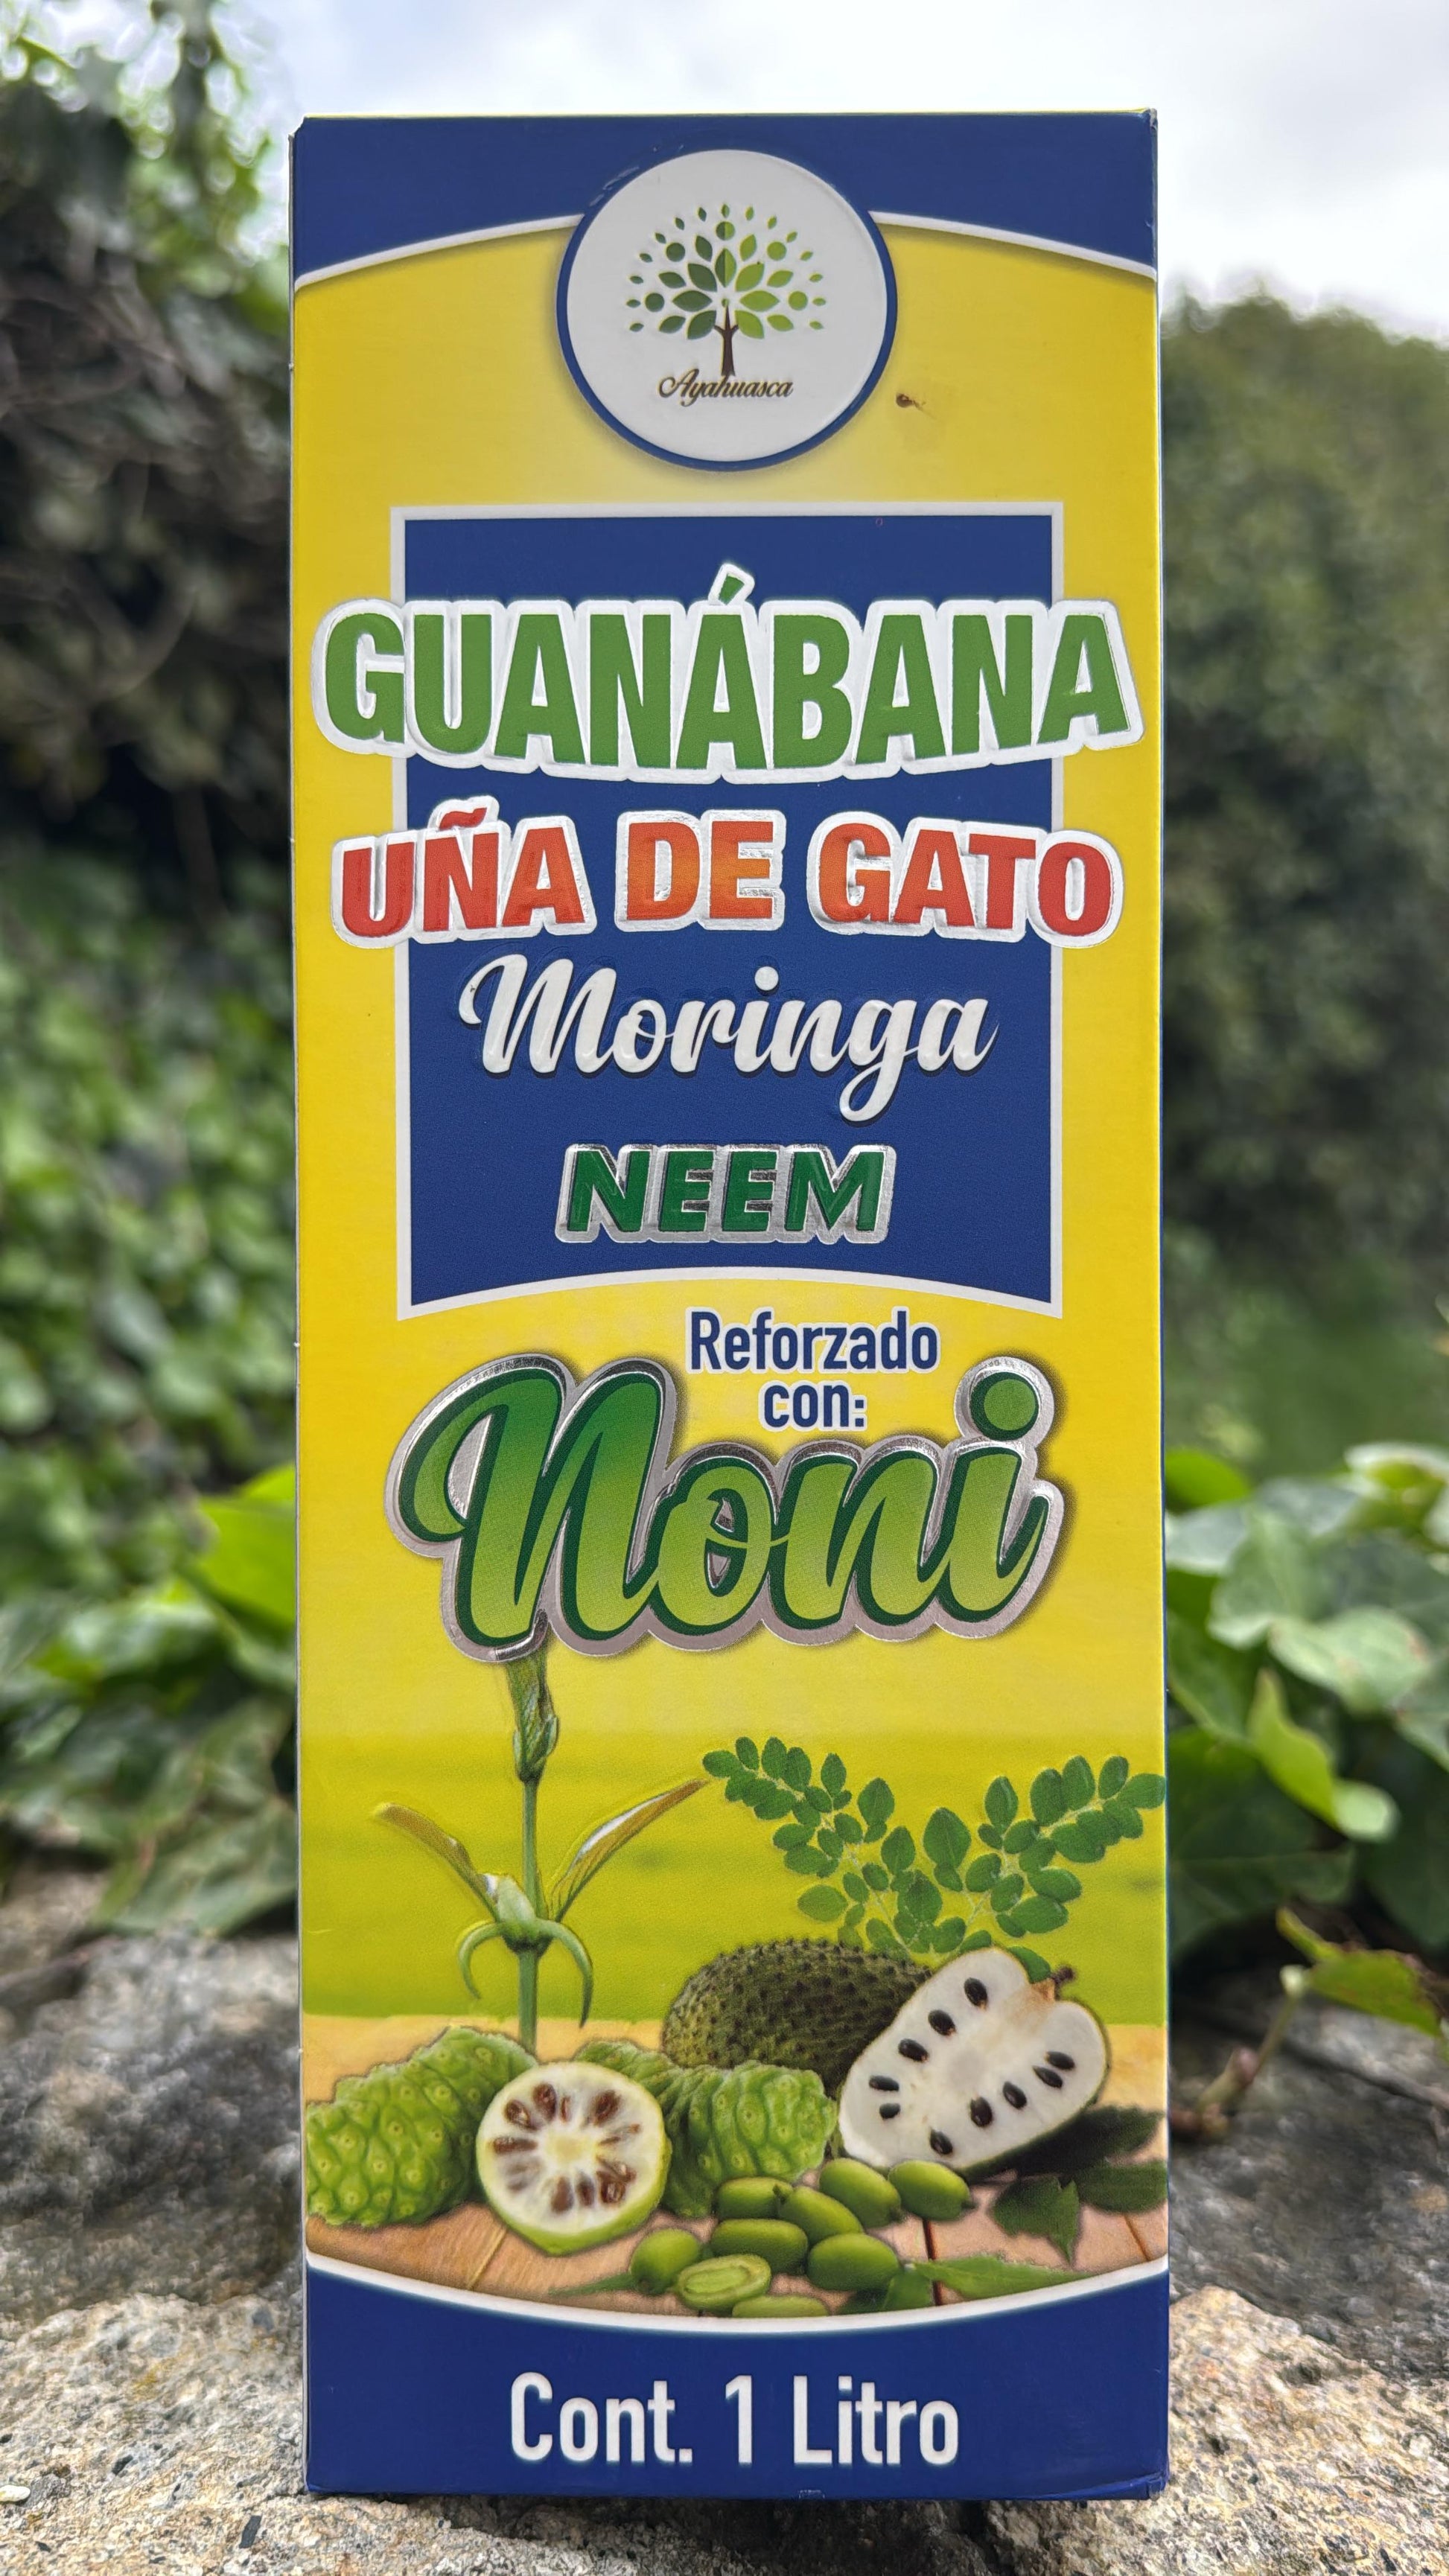 Ayahuasca
GUANÁBANA
UÑA DE GATO
Moringa
NEEM
Reforzado
con:
Noni
Cont. 1 Litro